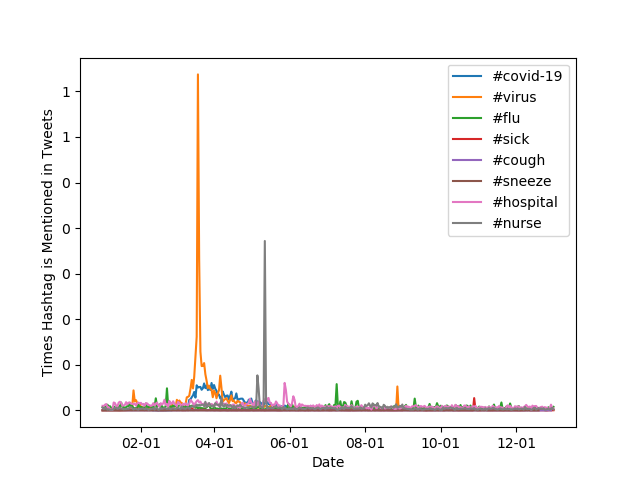 #covid-19
#virus
#flu
#sick
#cough
#sneeze
#hospital
#nurse
Times Hashtag is Mentioned in Tweets
1
1
0
0
0
0
0
0
02-01 04-01 06-01 08-01 10-01 12-01
Date